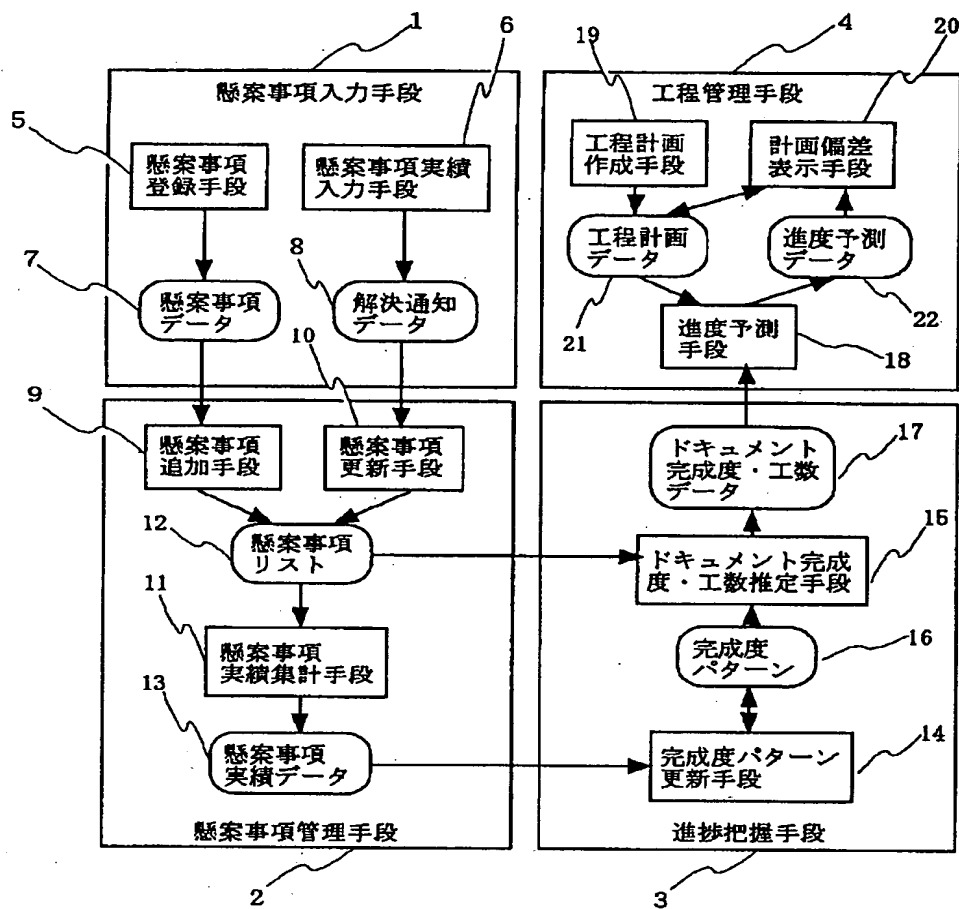 1
6
懸案事項入力手段
5
懸案事項
登録手段
懸案事項実績
入力手段
7
懸案事項
データ
8
解決通知
データ
10
9
懸案事項
追加手段
懸案事項
更新手段
12
懸案事項
リスト
11
懸案事項
実績集計手段
13
懸案事項
実績データ
懸案事項管理手段
2
19
4
20
工程管理手段
工程計画
作成手段
計画偏差
表示手段
工程計画
データ
進度予測
データ
21
22
進度予測
手段
18
ドキュメント
完成度・工数
データ
17
ドキュメント完成
度・工数推定手段
15
完成度
パターン
16
完成度パターン
更新手段
14
進捗把握手段
3